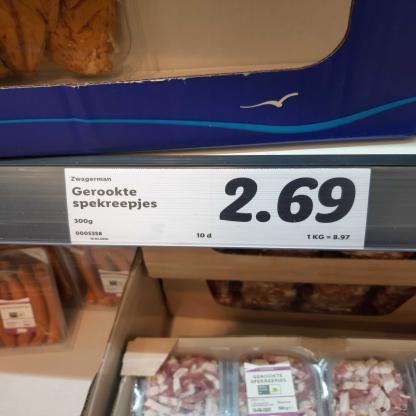 Zwagerman
Gerookte
spekreepjes
300g
2.69
0005358
10 d
1 KG = 8.97
GEROOKTE
SPEKREEPJES